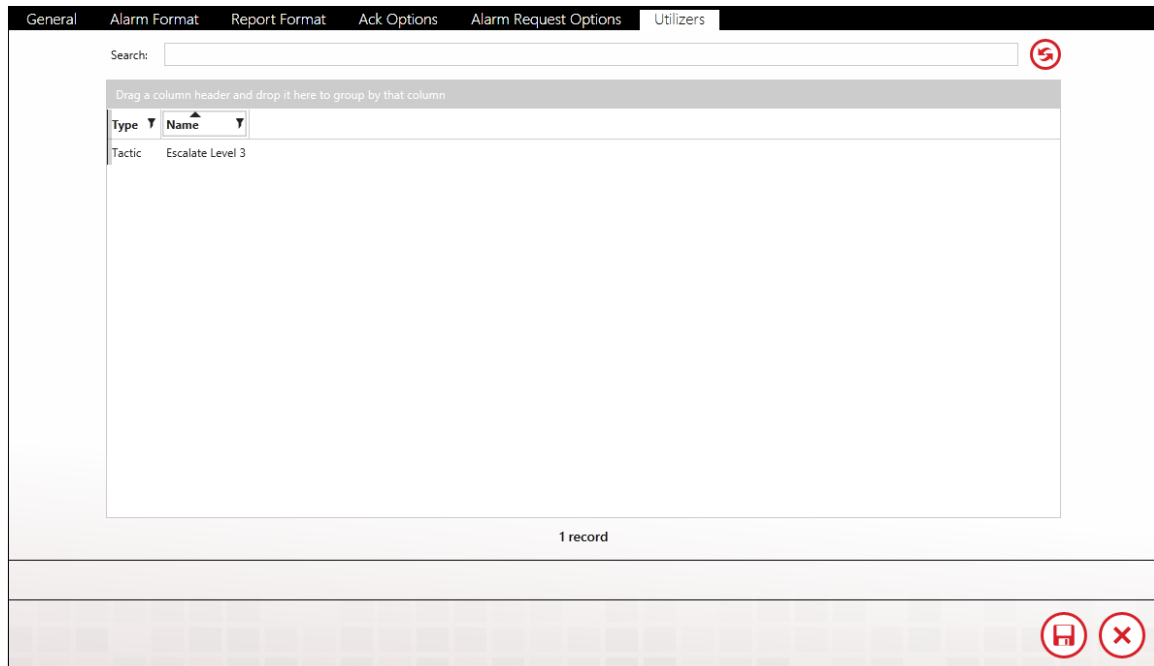 General Alarm Format Report Format Ack Options Alarm Request Options Utilizers
Search:
Drag a column header and drop it here to group by that column
Type Name
Tactic Escalate Level 3
1 record